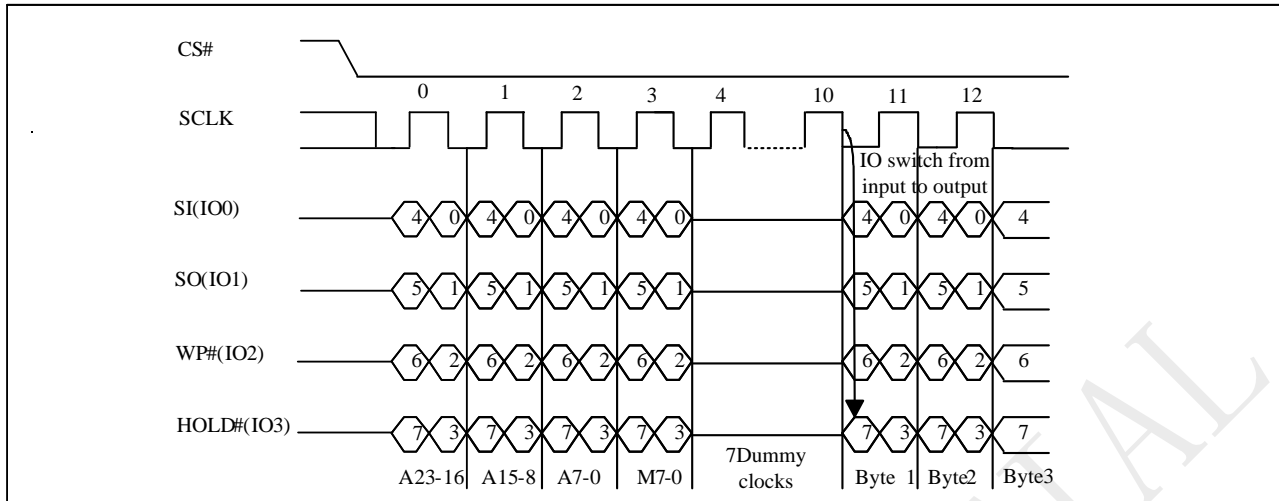 CS#
0 1 2 3 4 10 11 12
SCLK
IO switch from
input to output
SI(IO0)
4 0 4 0 4 0 4 0 4 0 4 0 4
SO(IO1)
5 1 5 1 5 1 5 1 5 1 5 1 5
WP#(IO2)
6 2 6 2 6 2 6 2 6 2 6 2 6
HOLD#(IO3)
7 3 7 3 7 3 7 3 7 3 7 3 7
A23-16 A15-8 A7-0 M7-0
7Dummy
clocks
Byte 1 Byte2 Byte3
TAL